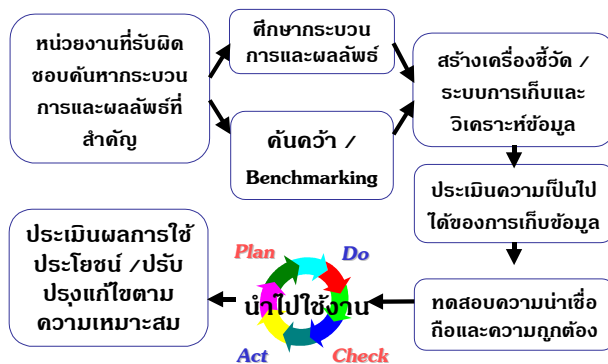 หน่วยงานที่รับผิด
ชอบค้นหากระบวน
การและผลลัพธ์ที่
สำคัญ
ศึกษากระบวน
การและผลลัพธ์
ค้นคว้า /
Benchmarking
สร้างเครื่องชี้วัด /
ระบบการเก็บและ
วิเคราะห์ข้อมูล
ประเมินความเป็นไป
ได้ของการเก็บข้อมูล
ทดสอบความน่าเชื่อ
ถือและความถูกต้อง
Plan
Do
นำไปใช้งาน
Act
Check
ประเมินผลการใช้
ประโยชน์ /ปรับ
ปรุงแก้ไขตาม
ความเหมาะสม